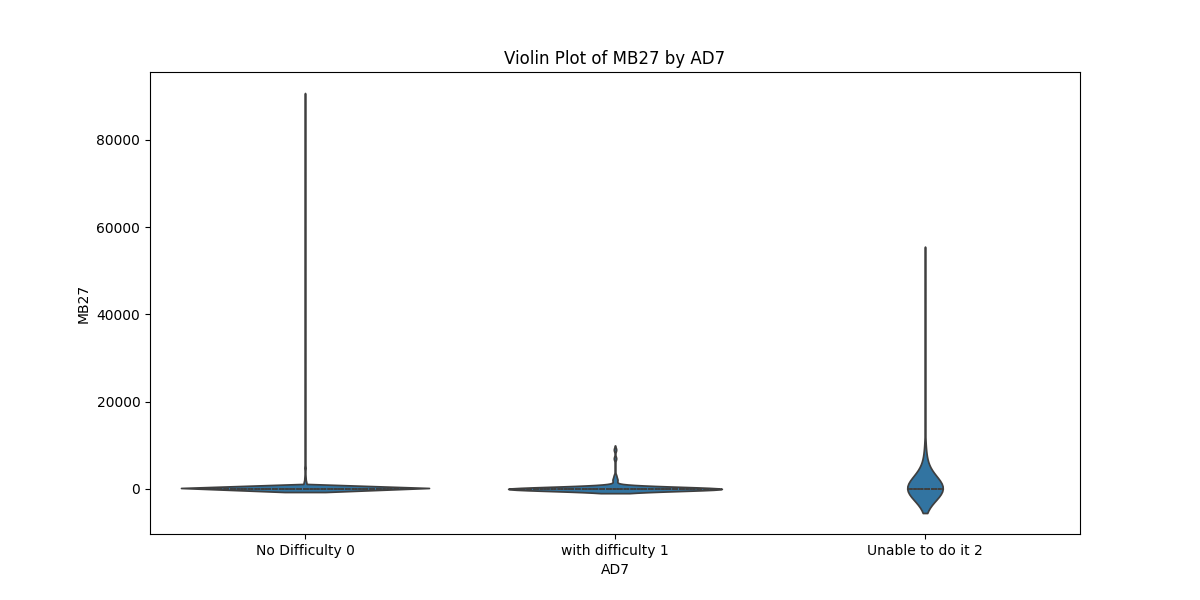 Violin Plot of MB27 by AD7
MB27
80000
60000
40000
20000
0
No Difficulty 0
with difficulty 1
Unable to do it 2
AD7